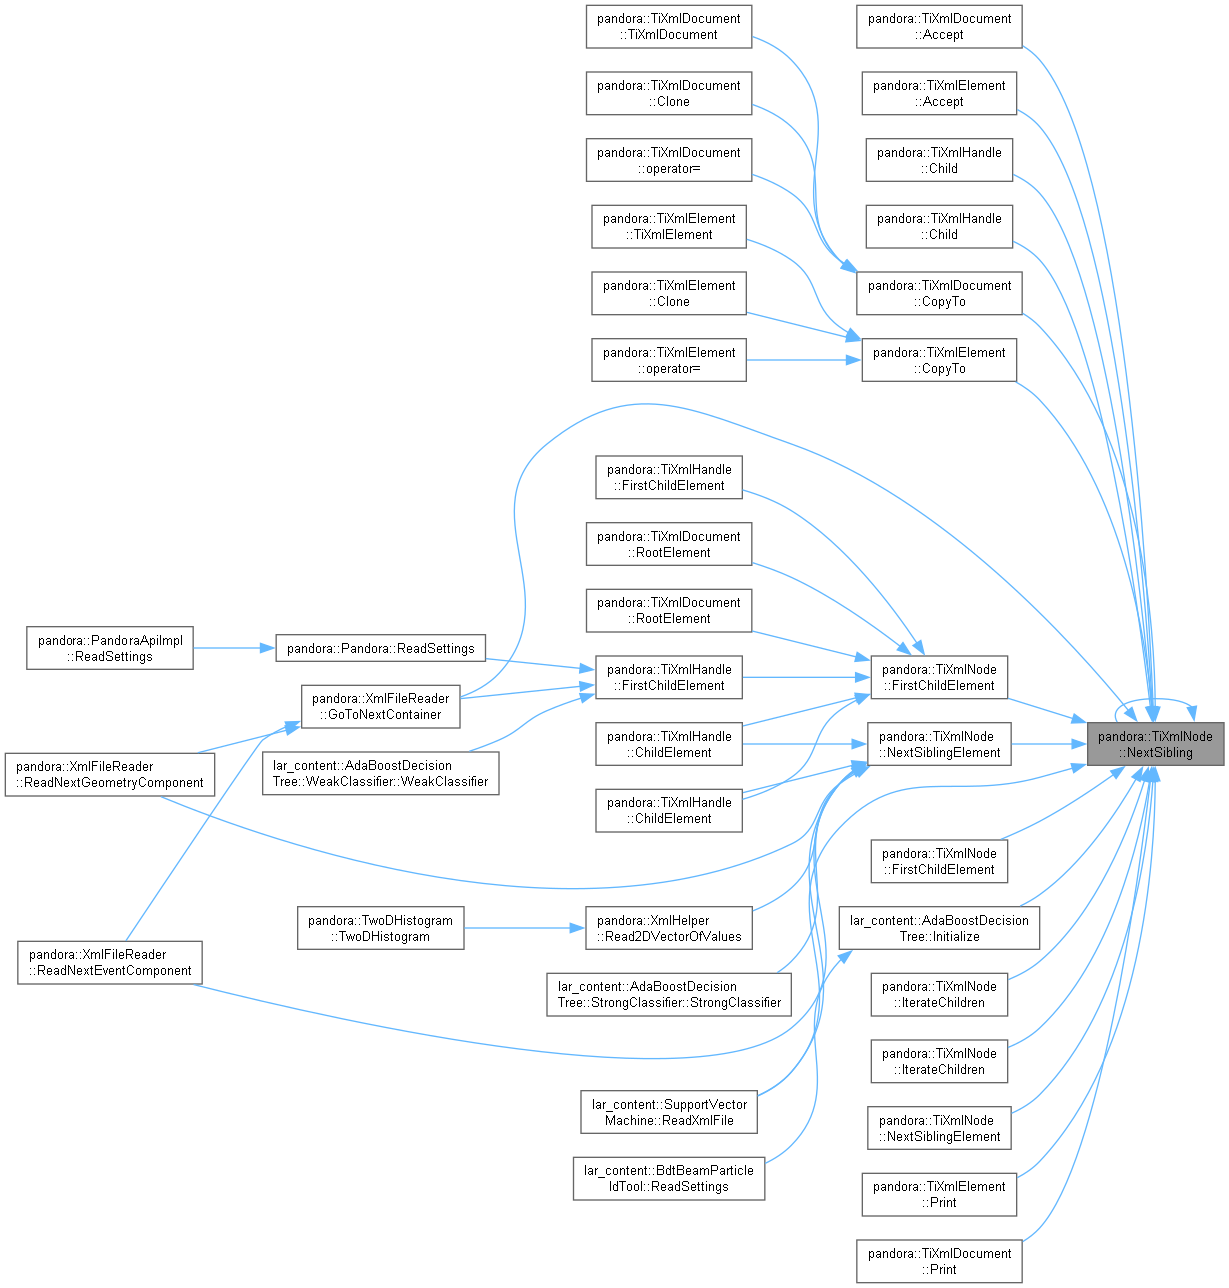 pandora::TiXmlDocument
::TiXmlDocument
pandora::TiXmlDocument
::Accept
pandora::TiXmlDocument
::Clone
pandora::TiXmlElement
::Accept
pandora::TiXmlDocument
::operator=
pandora::TiXmlHandle
::Child
pandora::TiXmlElement
::TiXmlElement
pandora::TiXmlHandle
::Child
pandora::TiXmlElement
::Clone
pandora::TiXmlDocument
::CopyTo
pandora::TiXmlElement
::operator=
pandora::TiXmlElement
::CopyTo
pandora::TiXmlHandle
::FirstChildElement
pandora::TiXmlDocument
::RootElement
pandora::TiXmlDocument
::RootElement
pandora::PandoraApiImpl
::ReadSettings
pandora::Pandora::ReadSettings
pandora::TiXmlHandle
::FirstChildElement
pandora::TiXmlNode
::FirstChildElement
pandora::XmlFileReader
::GoToNextContainer
pandora::TiXmlHandle
::ChildElement
pandora::TiXmlNode
::NextSiblingElement
pandora::TiXmlNode
::NextSibling
pandora::XmlFileReader
::ReadNextGeometryComponent
lar_content::AdaBoostDecision
Tree::WeakClassifier::WeakClassifier
pandora::TiXmlHandle
::ChildElement
pandora::TiXmlNode
::FirstChildElement
pandora::TwoDHistogram
::TwoDHistogram
pandora::XmlHelper
::Read2DVectorOfValues
lar_content::AdaBoostDecision
Tree::Initialize
pandora::XmlFileReader
::ReadNextEventComponent
lar_content::AdaBoostDecision
Tree::StrongClassifier::StrongClassifier
pandora::TiXmlNode
::IterateChildren
pandora::TiXmlNode
::IterateChildren
lar_content::SupportVector
Machine::ReadXmlFile
pandora::TiXmlNode
::NextSiblingElement
lar_content::BdtBeamParticle
IdTool::ReadSettings
pandora::TiXmlElement
::Print
pandora::TiXmlDocument
::Print